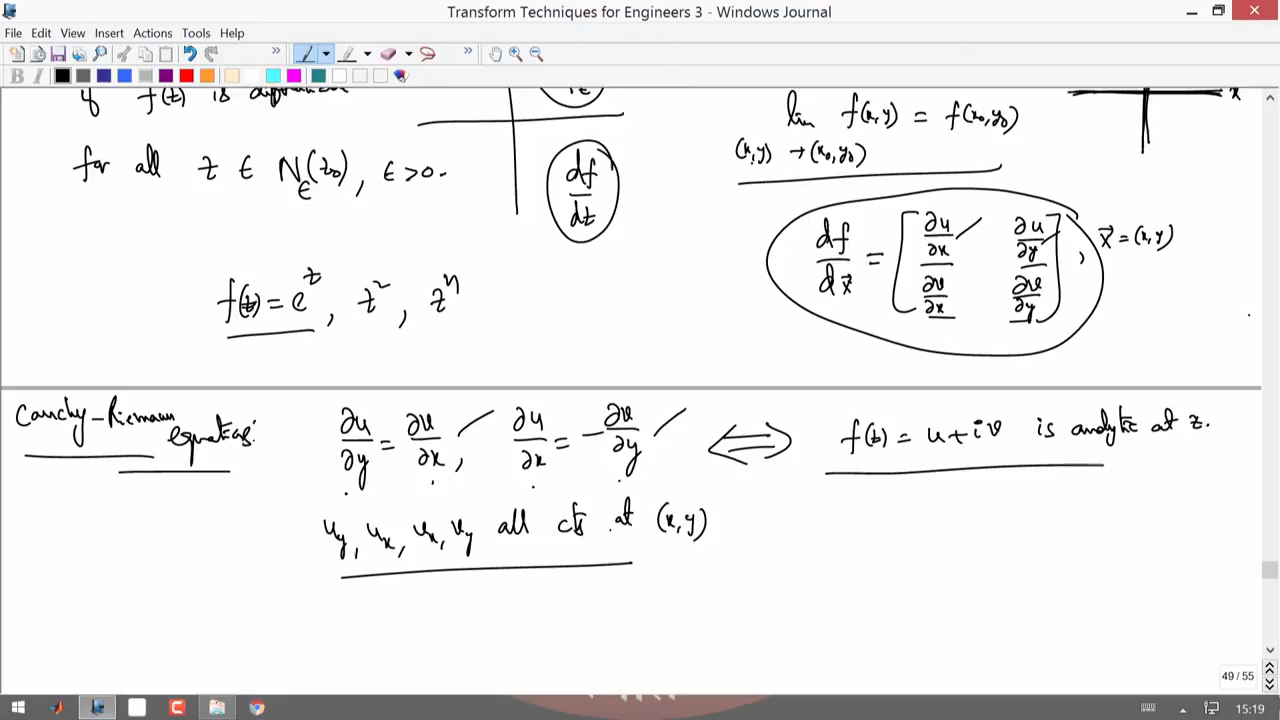 Transform Techniques for Engineers 3 - Windows Journal
File Edit View Insert Actions Tools Help
if f(z) is
for all z ∈ N_ϵ(z₀), ϵ > 0.
df/dz
f(z) = e^z, z², zⁿ
x
lim f(x,y) = f(x₀,y₀)
(x,y) → (x₀,y₀)
df/dx⃗ = [∂u/∂x ∂u/∂y
∂v/∂x ∂v/∂y], x⃗ = (x,y)
Cauchy-Riemann equations:
∂u/∂y = ∂v/∂x, ∂u/∂x = -∂v/∂y ⟺ f(z) = u + iv is analytic at z.
u_y, u_x, v_x, v_y all cts at (x,y)
49 / 55
15:19